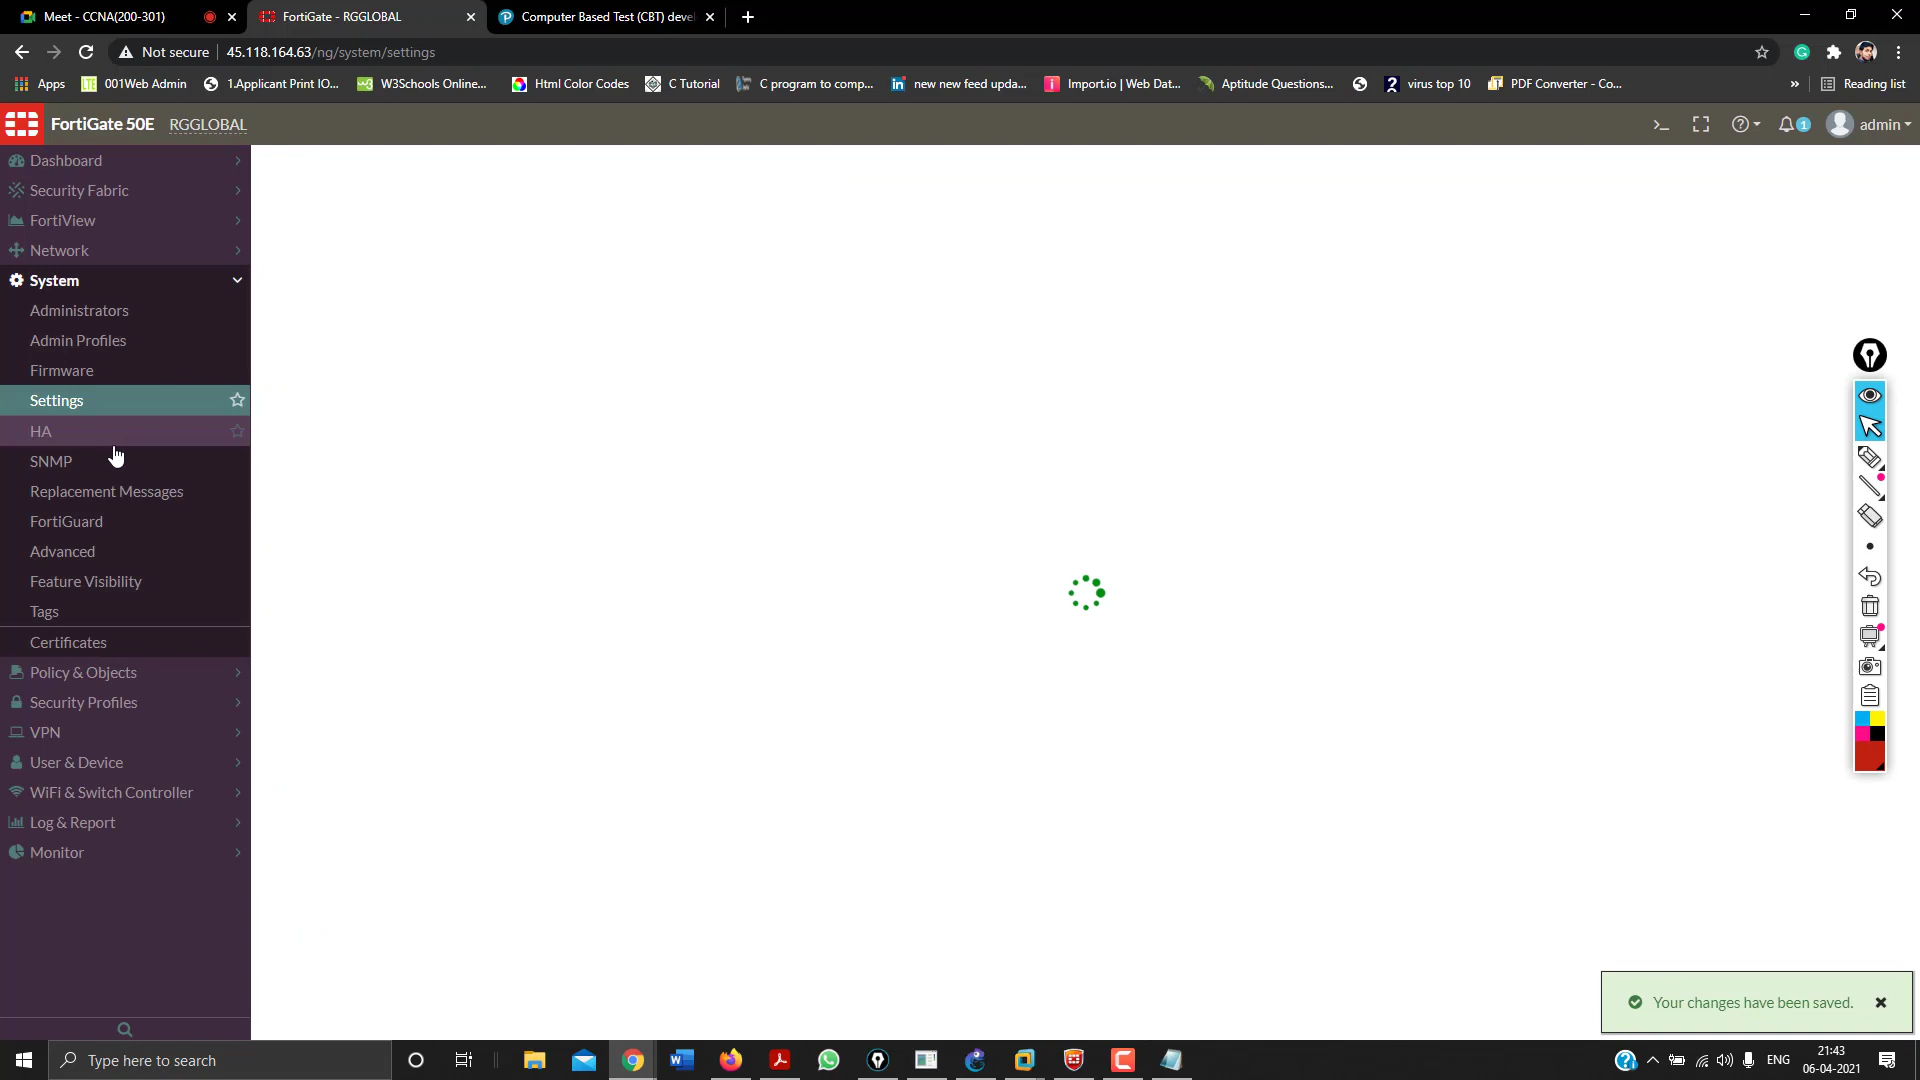 Meet - CCNA(200-301)
FortiGate - RGGLOBAL
Computer Based Test (CBT) deve
Not secure
45.118.164.63/ng/system/settings
Apps
001Web Admin
1.Applicant Print IO...
W3Schools Online...
Html Color Codes
C Tutorial
C program to comp...
new new feed upda...
Import.io | Web Dat...
Aptitude Questions...
virus top 10
PDF Converter - Co...
»
Reading list
FortiGate 50E
RGGLOBAL
1
admin
Dashboard
Security Fabric
FortiView
Network
System
Administrators
Admin Profiles
Firmware
Settings
HA
SNMP
Replacement Messages
FortiGuard
Advanced
Feature Visibility
Tags
Certificates
Policy & Objects
Security Profiles
VPN
User & Device
WiFi & Switch Controller
Log & Report
Monitor
Your changes have been saved.
Type here to search
ENG
21:43
06-04-2021